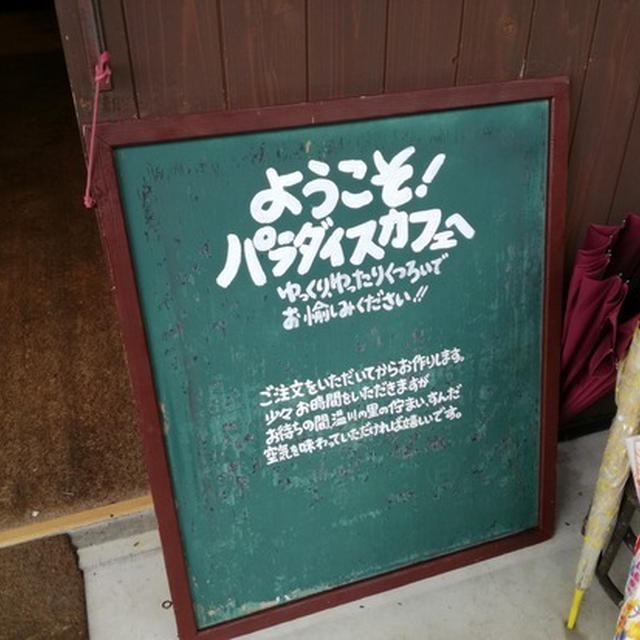 ようこそ!
パラダイスカフェへ
ゆっくり、ゆったりくつろいで
お愉しみください!!
ご注文をいただいてからお作りします。
少々お時間をいただきますが
お待ちの間、湯川の里の佇まい、すんだ
空気を味わっていただければ嬉しいです。